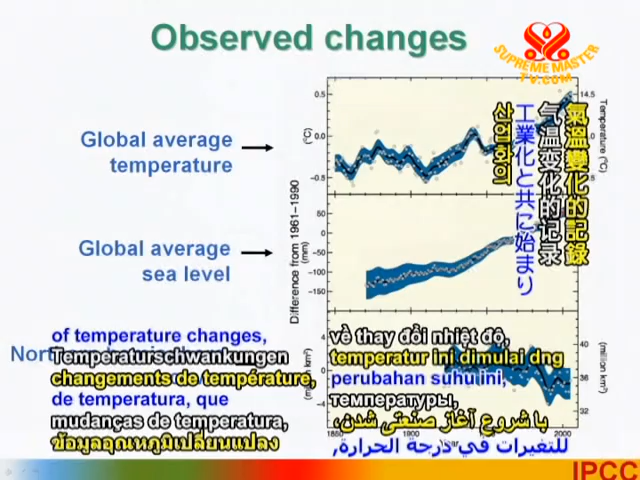 Observed changes
SUPREME MASTER
TV.COM
Global average
temperature
Global average
sea level
Difference from 1961–1990
(°C)
(mm)
0.5
0.0
−0.5
50
0
−50
−100
−150
4
0
−4
14.5
Temperature (°C)
40
36
32
(million km²)
1900
1950
2000
Year
氣溫變化的記錄
气温变化的记录
工業化と共に始まり
산업화의
of temperature changes,
Temperaturschwankungen
changements de température,
de temperatura, que
mudanças de temperatura,
ข้อมูลอุณหภูมิเปลี่ยนแปลง
về thay đổi nhiệt độ,
temperatur ini dimulai dng
perubahan suhu ini,
температуры,
با شروع آغاز صنعتی شدن،
للتغيرات في درجة الحرارة,
IPCC